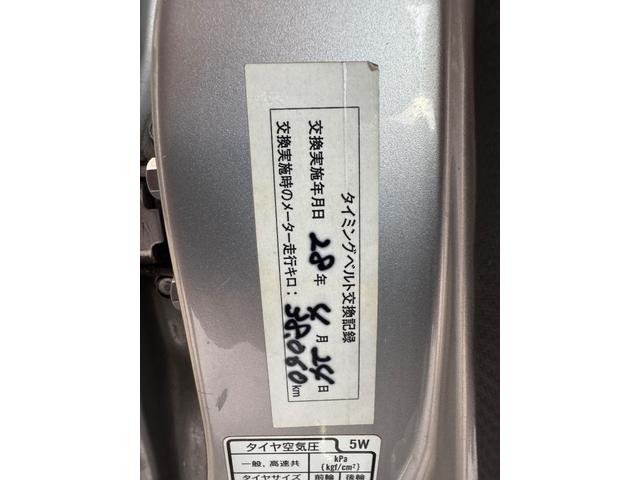 タイミングベルト交換記録
交換実施年月日 28年 4月 25日
交換実施時のメーター走行キロ: 38,060km
タイヤ空気圧 5W
一般、高速共 kPa {kgf/cm²}
タイヤサイズ 前輪 後輪